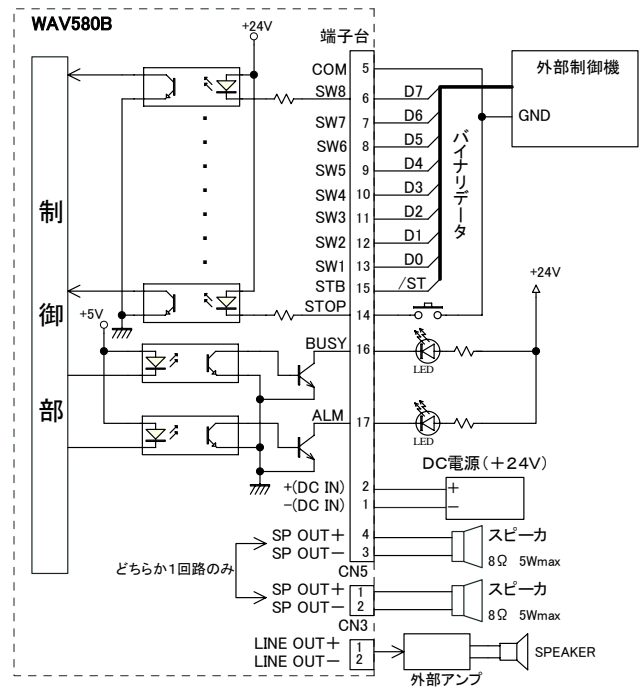 WAV580B
+24V
端子台
COM 5
SW8 6 D7
SW7 7 D6
SW6 8 D5
SW5 9 D4
SW4 10 D3
SW3 11 D2
SW2 12 D1
SW1 13 D0
STB 15 /ST
STOP 14
外部制御機
GND
バイナリデータ
制御部
+5V
+24V
BUSY 16
LED
ALM 17
LED
DC電源(+24V)
+(DC IN) 2 +
-(DC IN) 1 -
SP OUT+ 4
SP OUT- 3
スピーカ
8Ω 5Wmax
CN5
どちらか1回路のみ
SP OUT+ 1
SP OUT- 2
スピーカ
8Ω 5Wmax
CN3
LINE OUT+ 1
LINE OUT- 2
SPEAKER
外部アンプ